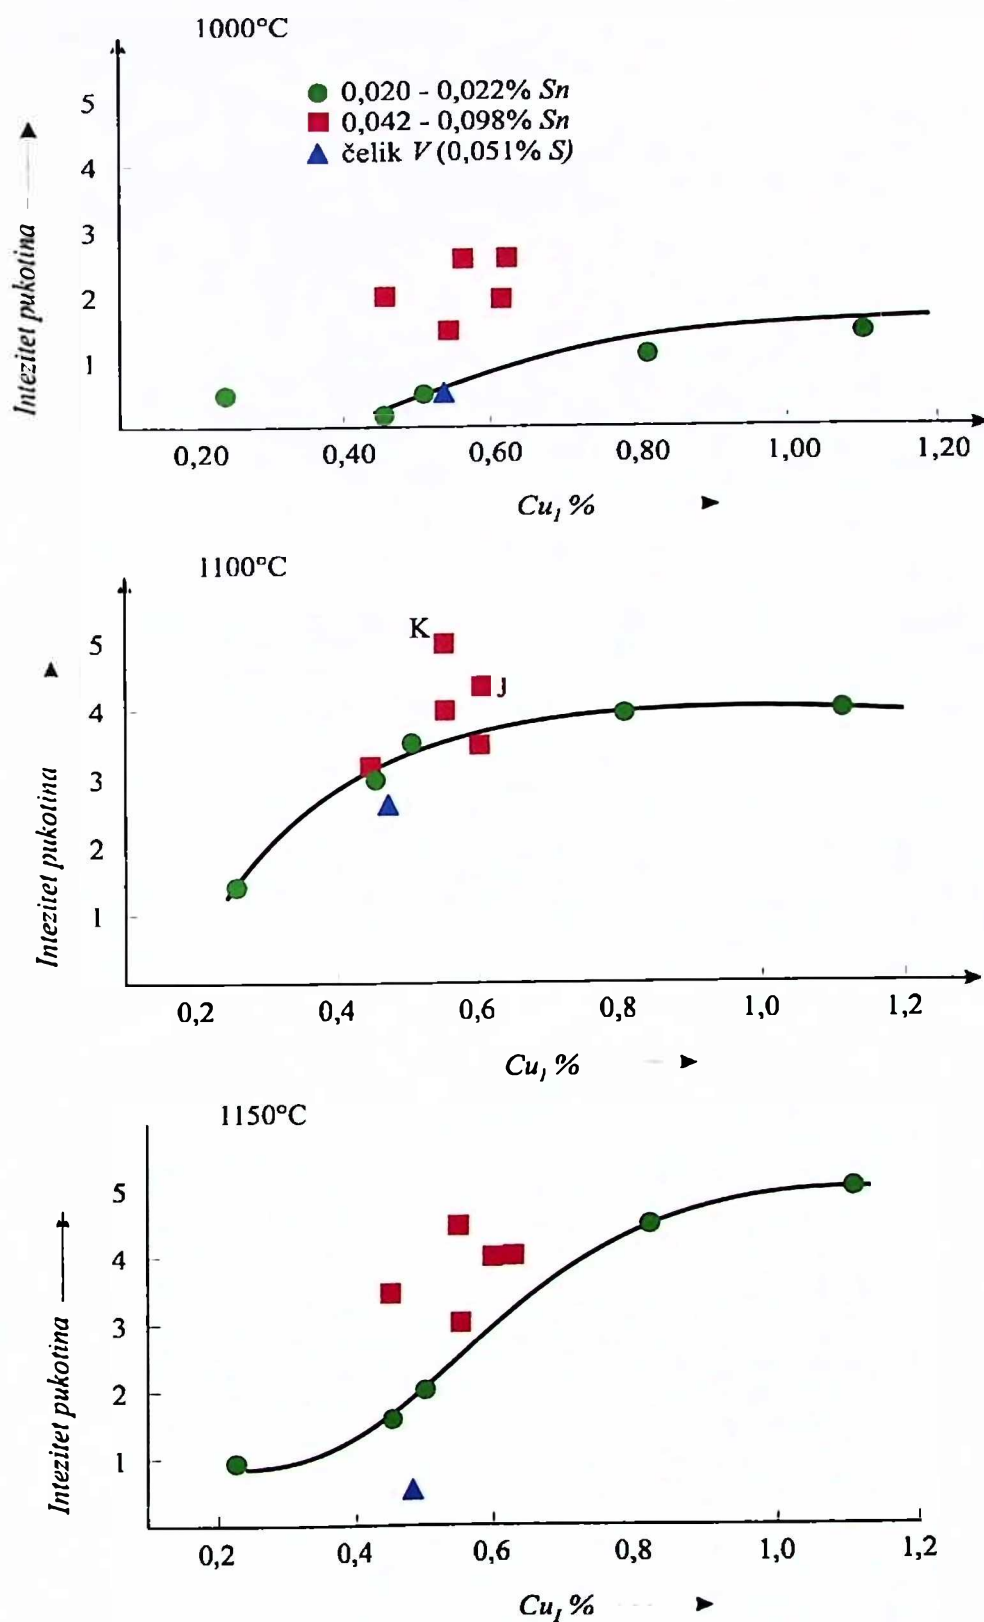 1000°C
0,020 - 0,022% Sn
0,042 - 0,098% Sn
čelik V (0,051% S)
5
4
3
2
1
Intezitet pukotina
0,20 0,40 0,60 0,80 1,00 1,20
Cu, %
1100°C
K
J
5
4
3
2
1
Intezitet pukotina
0,2 0,4 0,6 0,8 1,0 1,2
Cu, %
1150°C
5
4
3
2
1
Intezitet pukotina
0,2 0,4 0,6 0,8 1,0 1,2
Cu, %